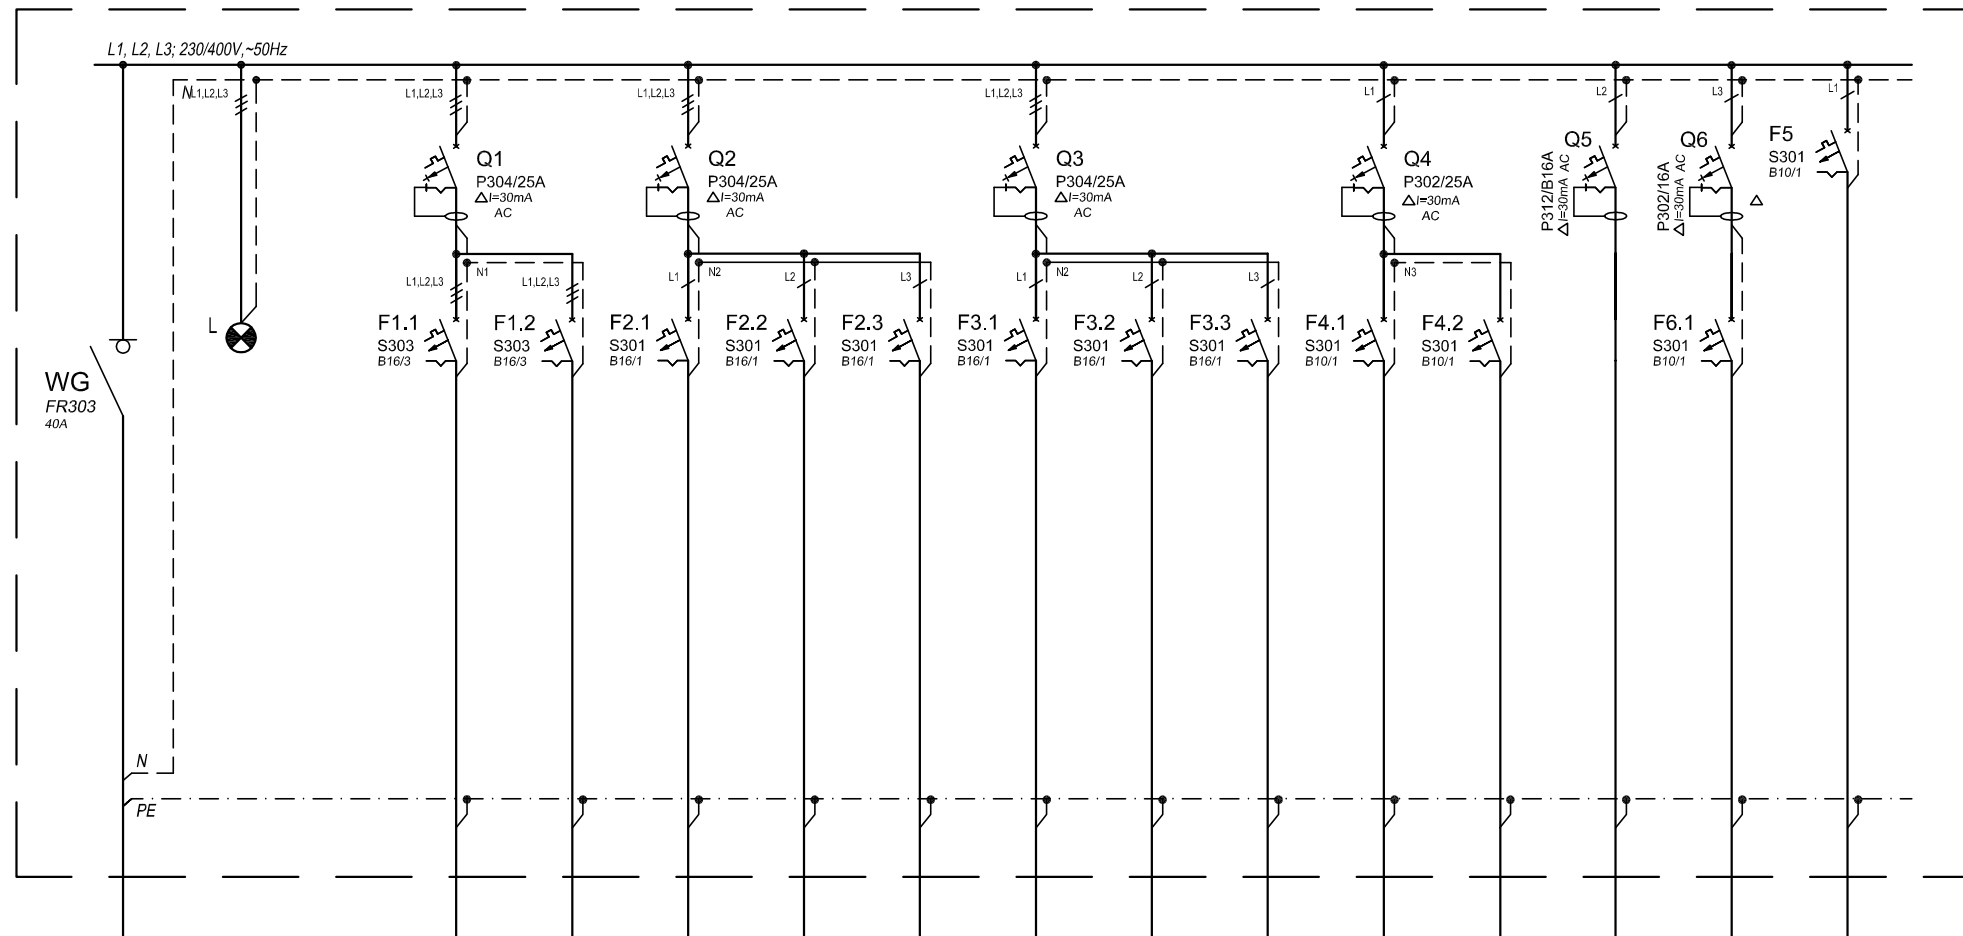 L1, L2, L3; 230/400V,~50Hz
N
L1,L2,L3
L1,L2,L3
L1,L2,L3
L1,L2,L3
L1
L2
L3
L1
Q1
P304/25A
△I=30mA
AC
Q2
P304/25A
△I=30mA
AC
Q3
P304/25A
△I=30mA
AC
Q4
P302/25A
△I=30mA
AC
Q5
P312/B16A
△I=30mA AC
Q6
P302/16A
△I=30mA AC
△
F5
S301
B10/1
L1,L2,L3
N1
L1,L2,L3
L1
N2
L2
L3
L1
N2
L2
L3
N3
L
F1.1
S303
B16/3
F1.2
S303
B16/3
F2.1
S301
B16/1
F2.2
S301
B16/1
F2.3
S301
B16/1
F3.1
S301
B16/1
F3.2
S301
B16/1
F3.3
S301
B16/1
F4.1
S301
B10/1
F4.2
S301
B10/1
F6.1
S301
B10/1
WG
FR303
40A
N
PE